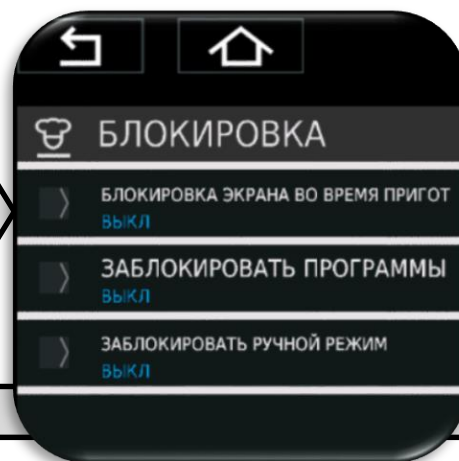 БЛОКИРОВКА
БЛОКИРОВКА ЭКРАНА ВО ВРЕМЯ ПРИГОТ
ВЫКЛ
ЗАБЛОКИРОВАТЬ ПРОГРАММЫ
ВЫКЛ
ЗАБЛОКИРОВАТЬ РУЧНОЙ РЕЖИМ
ВЫКЛ